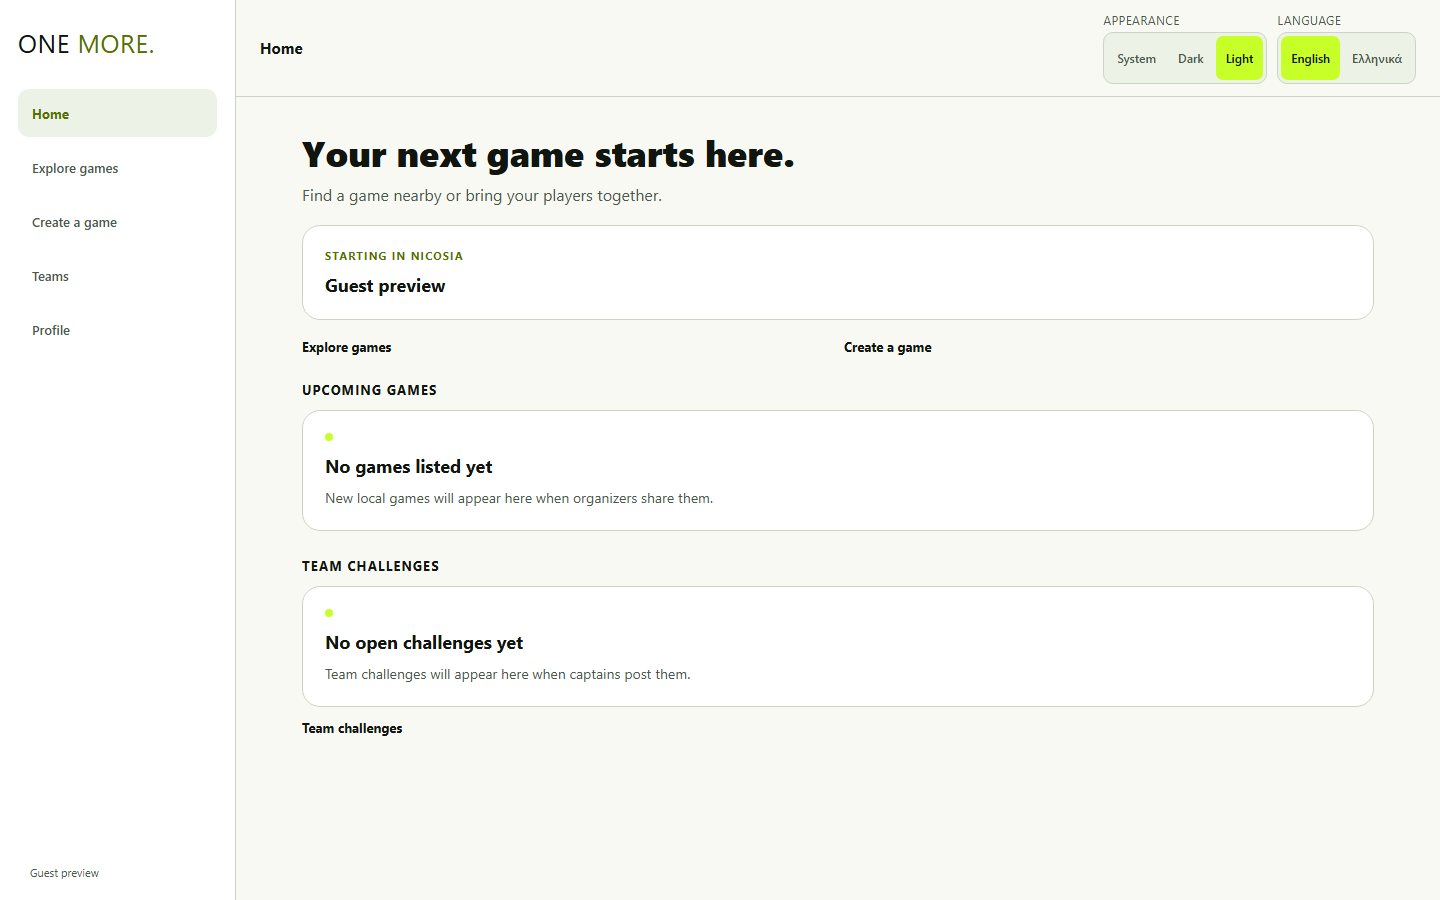 ONE MORE.
Home
Explore games
Create a game
Teams
Profile
Guest preview
Home
APPEARANCE
System Dark Light
LANGUAGE
English Ελληνικά
Your next game starts here.
Find a game nearby or bring your players together.
STARTING IN NICOSIA
Guest preview
Explore games
Create a game
UPCOMING GAMES
No games listed yet
New local games will appear here when organizers share them.
TEAM CHALLENGES
No open challenges yet
Team challenges will appear here when captains post them.
Team challenges